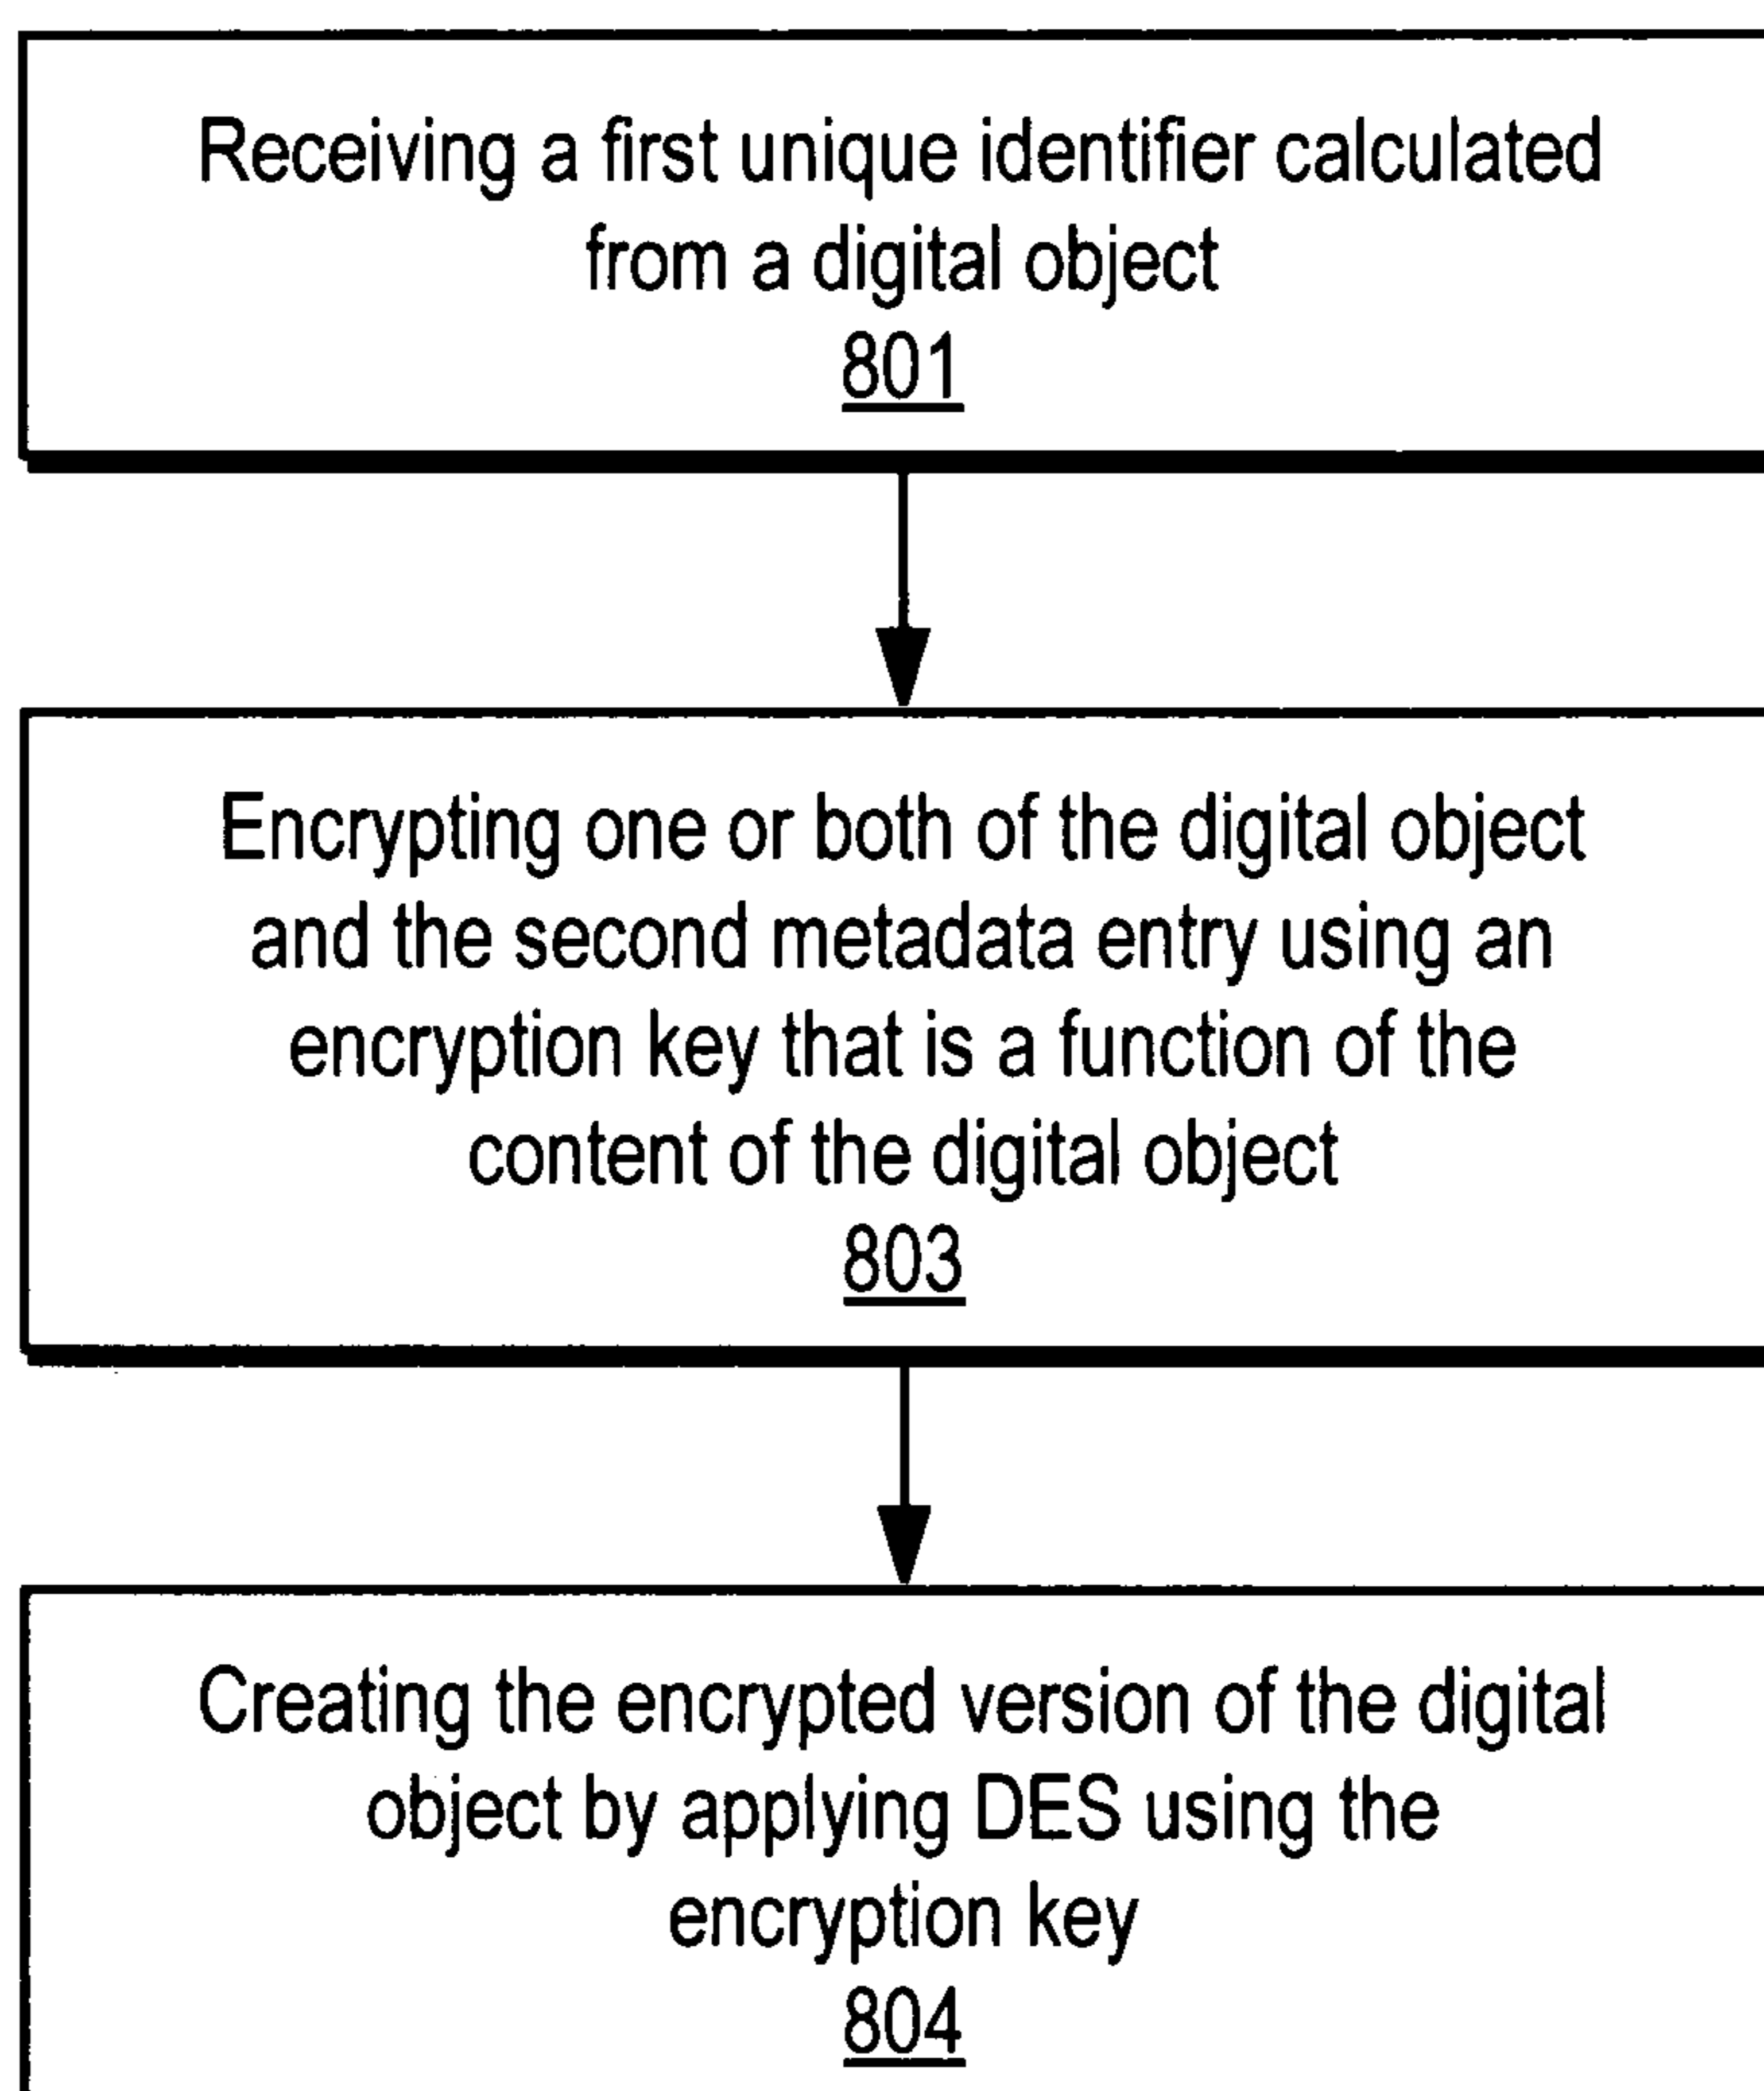 Receiving a first unique identifier calculated
from a digital object
801
Encrypting one or both of the digital object
and the second metadata entry using an
encryption key that is a function of the
content of the digital object
803
Creating the encrypted version of the digital
object by applying DES using the
encryption key
804